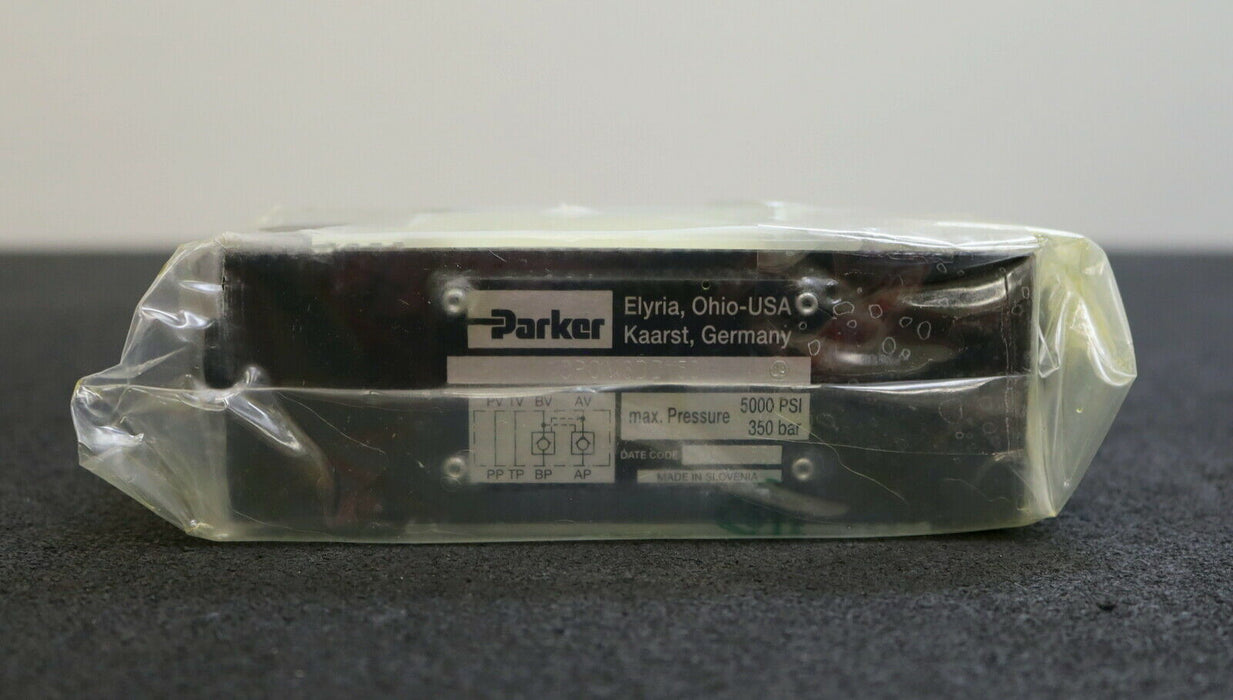 Parker
Elyria, Ohio-USA
Kaarst, Germany
PV TV BV AV
PP TP BP AP
max. Pressure 5000 PSI
350 bar
DATE CODE
MADE IN SLOVENIA